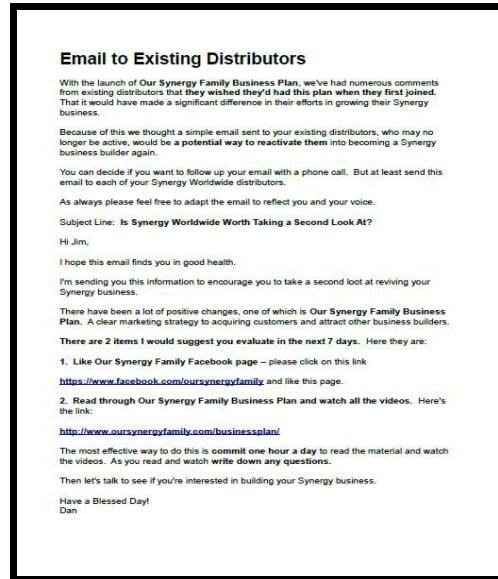 Email to Existing Distributors
With the launch of Our Synergy Family Business Plan, we've had numerous comments
from existing distributors that they wished they'd had this plan when they first joined.
That it would have made a significant difference in their efforts in growing their Synergy
business.
Because of this we thought a simple email sent to your existing distributors, who may no
longer be active, would be a potential way to reactivate them into becoming a Synergy
business builder again.
You can decide if you want to follow up your email with a phone call. But at least send this
email to each of your Synergy Worldwide distributors.
As always please feel free to adapt the email to reflect you and your voice.
Subject Line: Is Synergy Worldwide Worth Taking a Second Look At?
Hi Jim,
I hope this email finds you in good health.
I'm sending you this information to encourage you to take a second loot at reviving your
Synergy business.
There have been a lot of positive changes, one of which is Our Synergy Family Business
Plan. A clear marketing strategy to acquiring customers and attract other business builders.
There are 2 items I would suggest you evaluate in the next 7 days. Here they are:
1. Like Our Synergy Family Facebook page – please click on this link
https://www.facebook.com/oursynergyfamily and like this page.
2. Read through Our Synergy Family Business Plan and watch all the videos. Here's
the link:
http://www.oursynergyfamily.com/businessplan/
The most effective way to do this is commit one hour a day to read the material and watch
the videos. As you read and watch write down any questions.
Then let's talk to see if you're interested in building your Synergy business.
Have a Blessed Day!
Dan